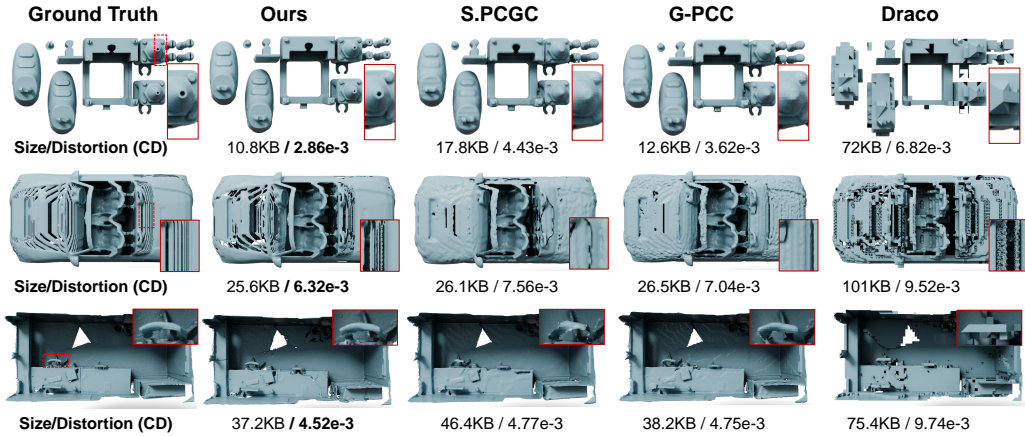 Ground Truth Ours S.PCGC G-PCC Draco
Size/Distortion (CD) 10.8KB / 2.86e-3 17.8KB / 4.43e-3 12.6KB / 3.62e-3 72KB / 6.82e-3
Size/Distortion (CD) 25.6KB / 6.32e-3 26.1KB / 7.56e-3 26.5KB / 7.04e-3 101KB / 9.52e-3
Size/Distortion (CD) 37.2KB / 4.52e-3 46.4KB / 4.77e-3 38.2KB / 4.75e-3 75.4KB / 9.74e-3